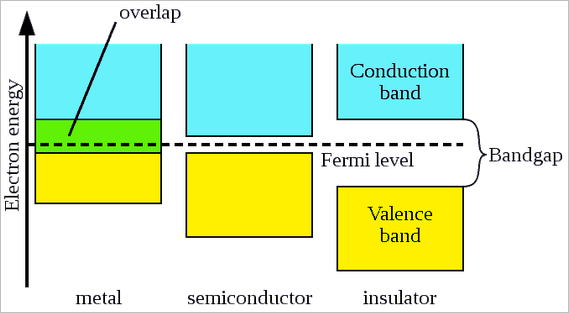 overlap
Electron energy
Conduction
band
Fermi level
Bandgap
Valence
band
metal
semiconductor
insulator